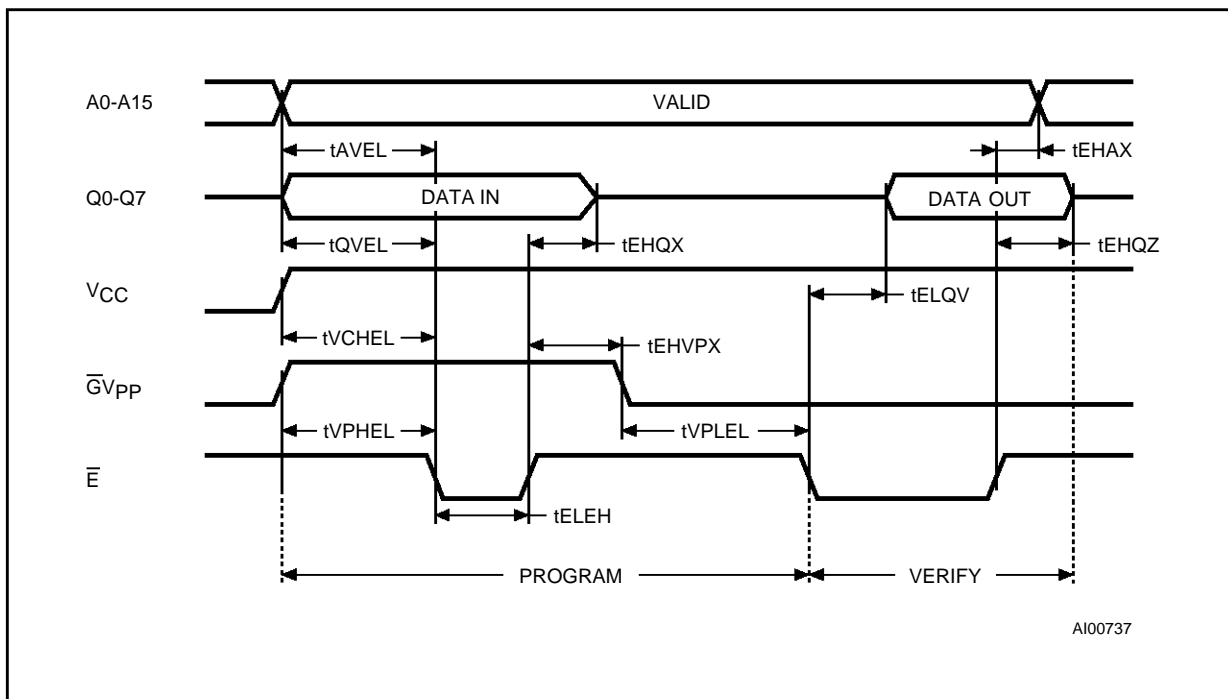 A0-A15
VALID
tAVEL
tEHAX
Q0-Q7
DATA IN
DATA OUT
tQVEL
tEHQX
tEHQZ
VCC
tELQV
tVCHEL
tEHVPX
G̅VPP
tVPHEL
tVPLEL
E̅
tELEH
PROGRAM
VERIFY
AI00737